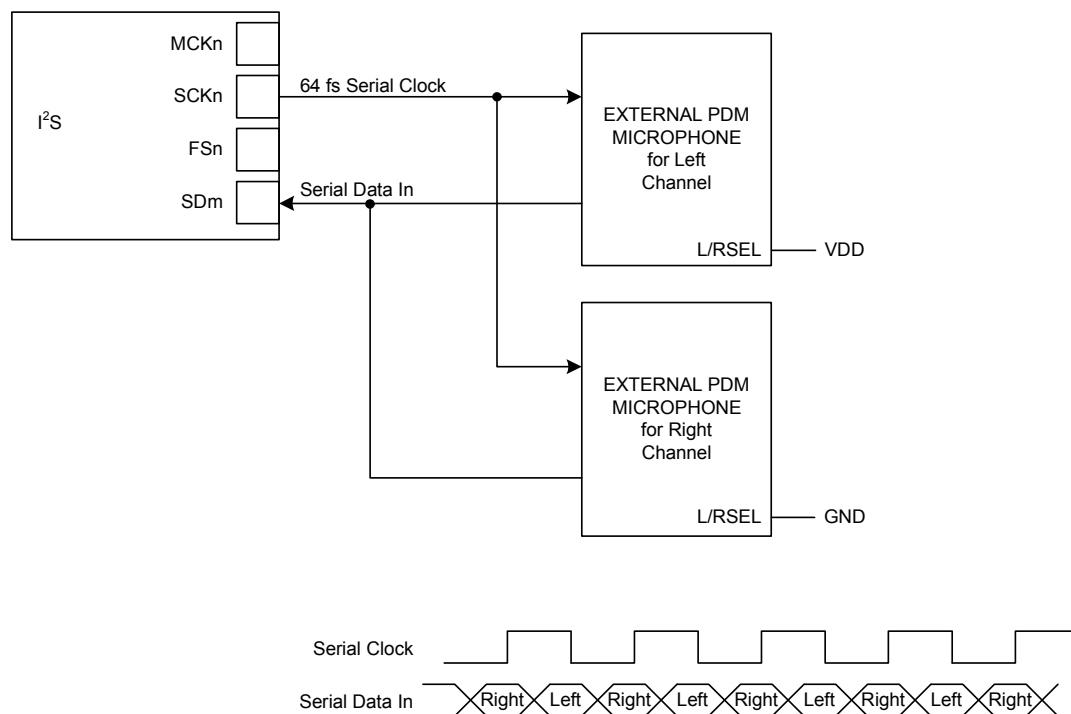 MCKn
SCKn
I²S
FSn
SDm
64 fs Serial Clock
Serial Data In
EXTERNAL PDM
MICROPHONE
for Left
Channel
L/RSEL
VDD
EXTERNAL PDM
MICROPHONE
for Right
Channel
L/RSEL
GND
Serial Clock
Serial Data In Right Left Right Left Right Left Right Left Right